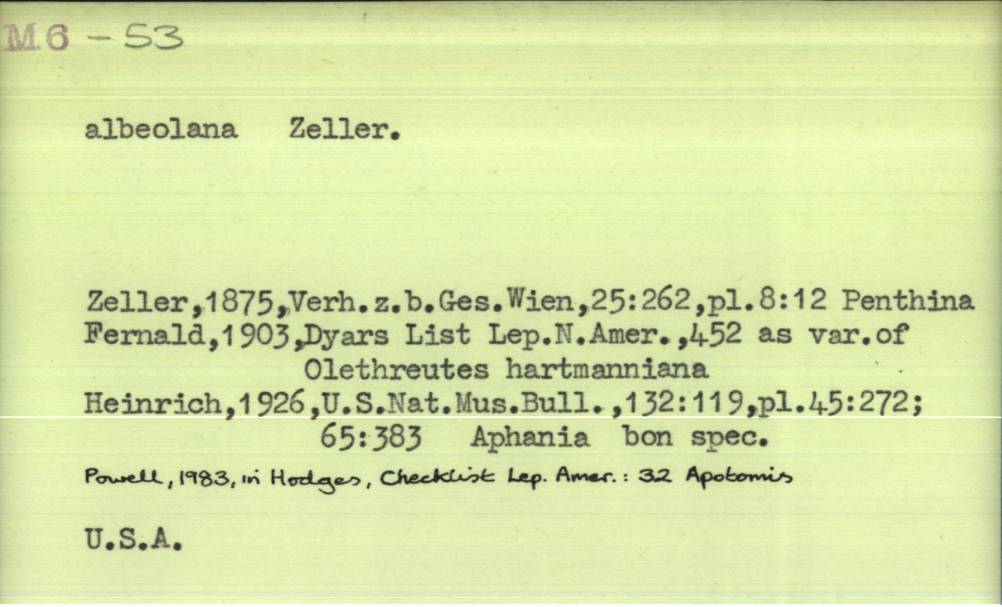 M6 - 53
albeolana Zeller.
Zeller,1875,Verh.z.b.Ges.Wien,25:262,pl.8:12 Penthina
Fernald,1903,Dyars List Lep.N.Amer.,452 as var.of
Olethreutes hartmanniana
Heinrich,1926,U.S.Nat.Mus.Bull.,132:119,pl.45:272;
65:383 Aphania bon spec.
Powell, 1983, in Hodges, Checklist Lep. Amer.: 32 Apotomis
U.S.A.